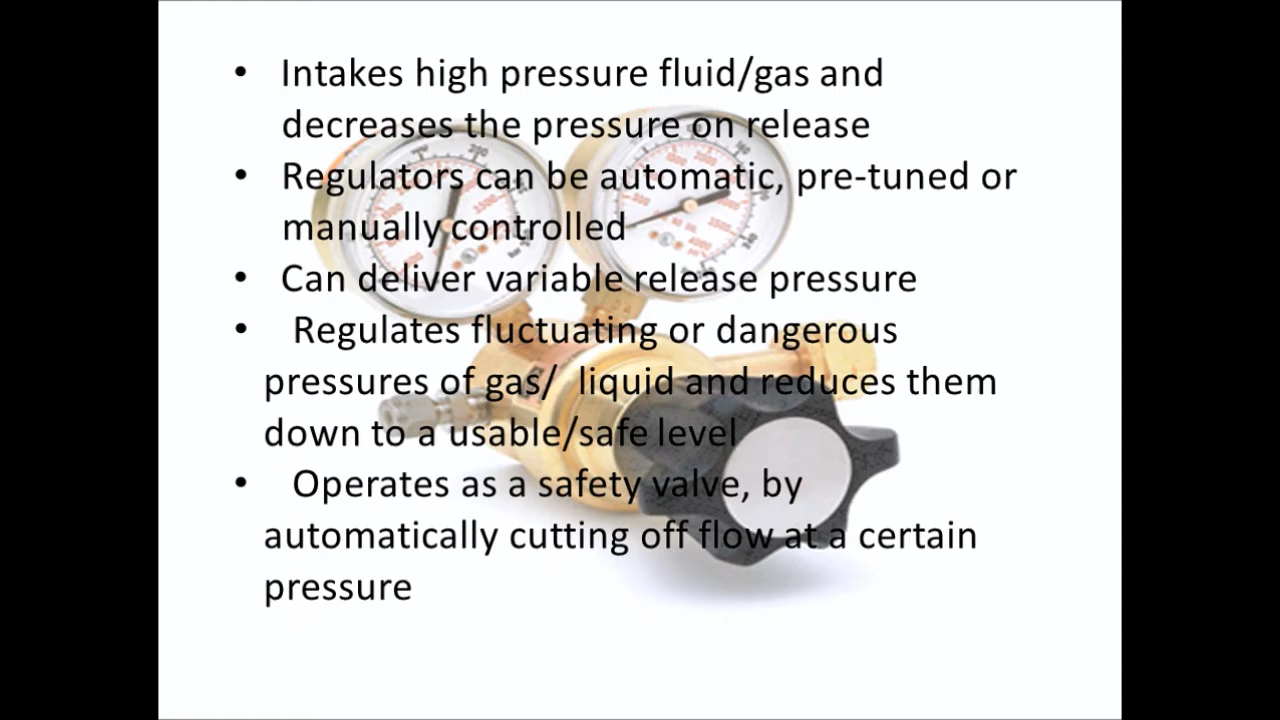 • Intakes high pressure fluid/gas and
decreases the pressure on release
• Regulators can be automatic, pre-tuned or
manually controlled
• Can deliver variable release pressure
• Regulates fluctuating or dangerous
pressures of gas/ liquid and reduces them
down to a usable/safe level
• Operates as a safety valve, by
automatically cutting off flow at a certain
pressure